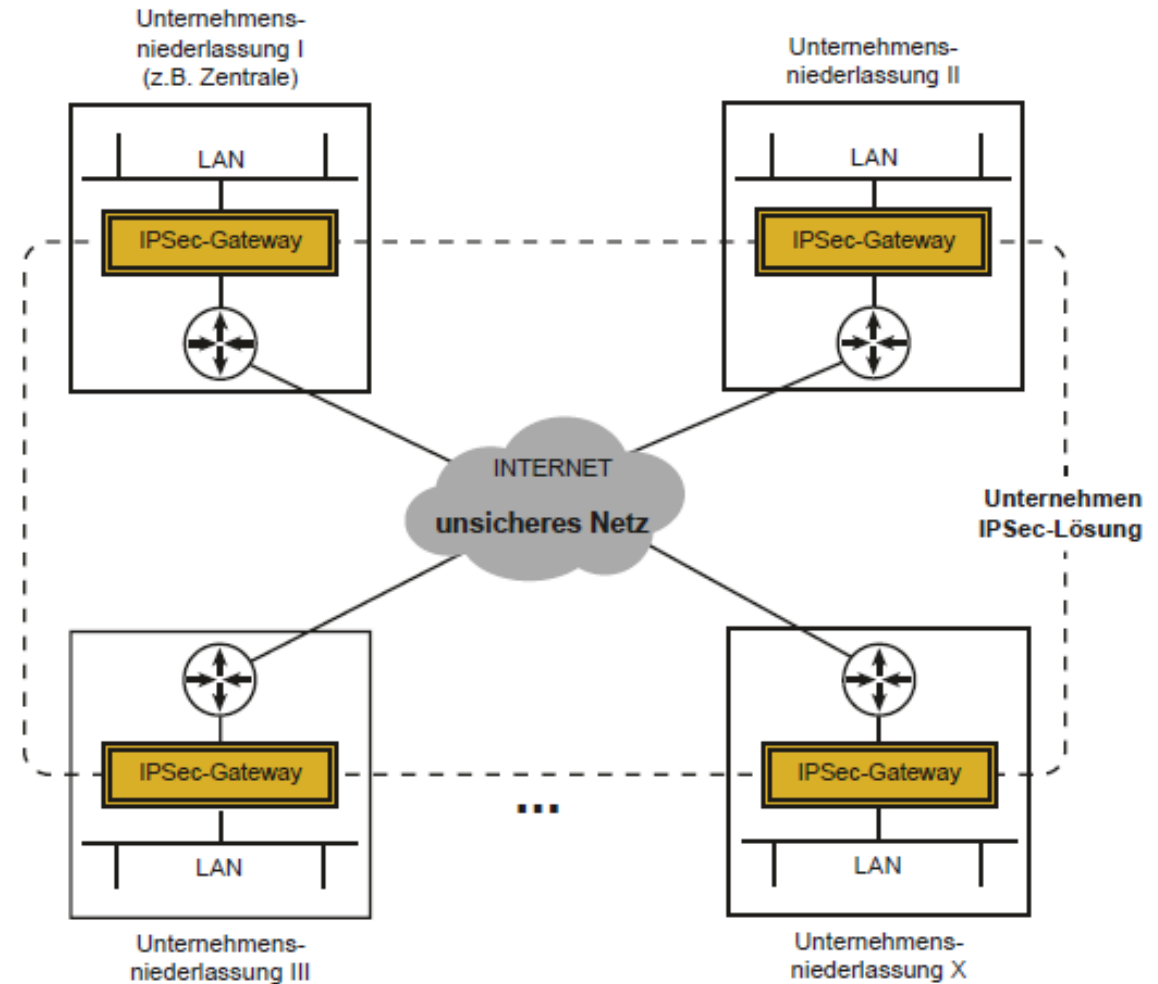 Unternehmens-
niederlassung I
(z.B. Zentrale)
Unternehmens-
niederlassung II
LAN
LAN
IPSec-Gateway
IPSec-Gateway
INTERNET
unsicheres Netz
Unternehmen
IPSec-Lösung
IPSec-Gateway
IPSec-Gateway
...
LAN
LAN
Unternehmens-
niederlassung III
Unternehmens-
niederlassung X